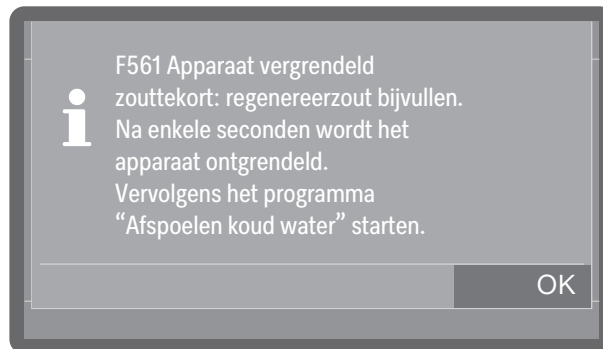 F561 Apparaat vergrendeld
zouttekort: regenereerzout bijvullen.
Na enkele seconden wordt het
apparaat ontgrendeld.
Vervolgens het programma
“Afspoelen koud water” starten.
OK